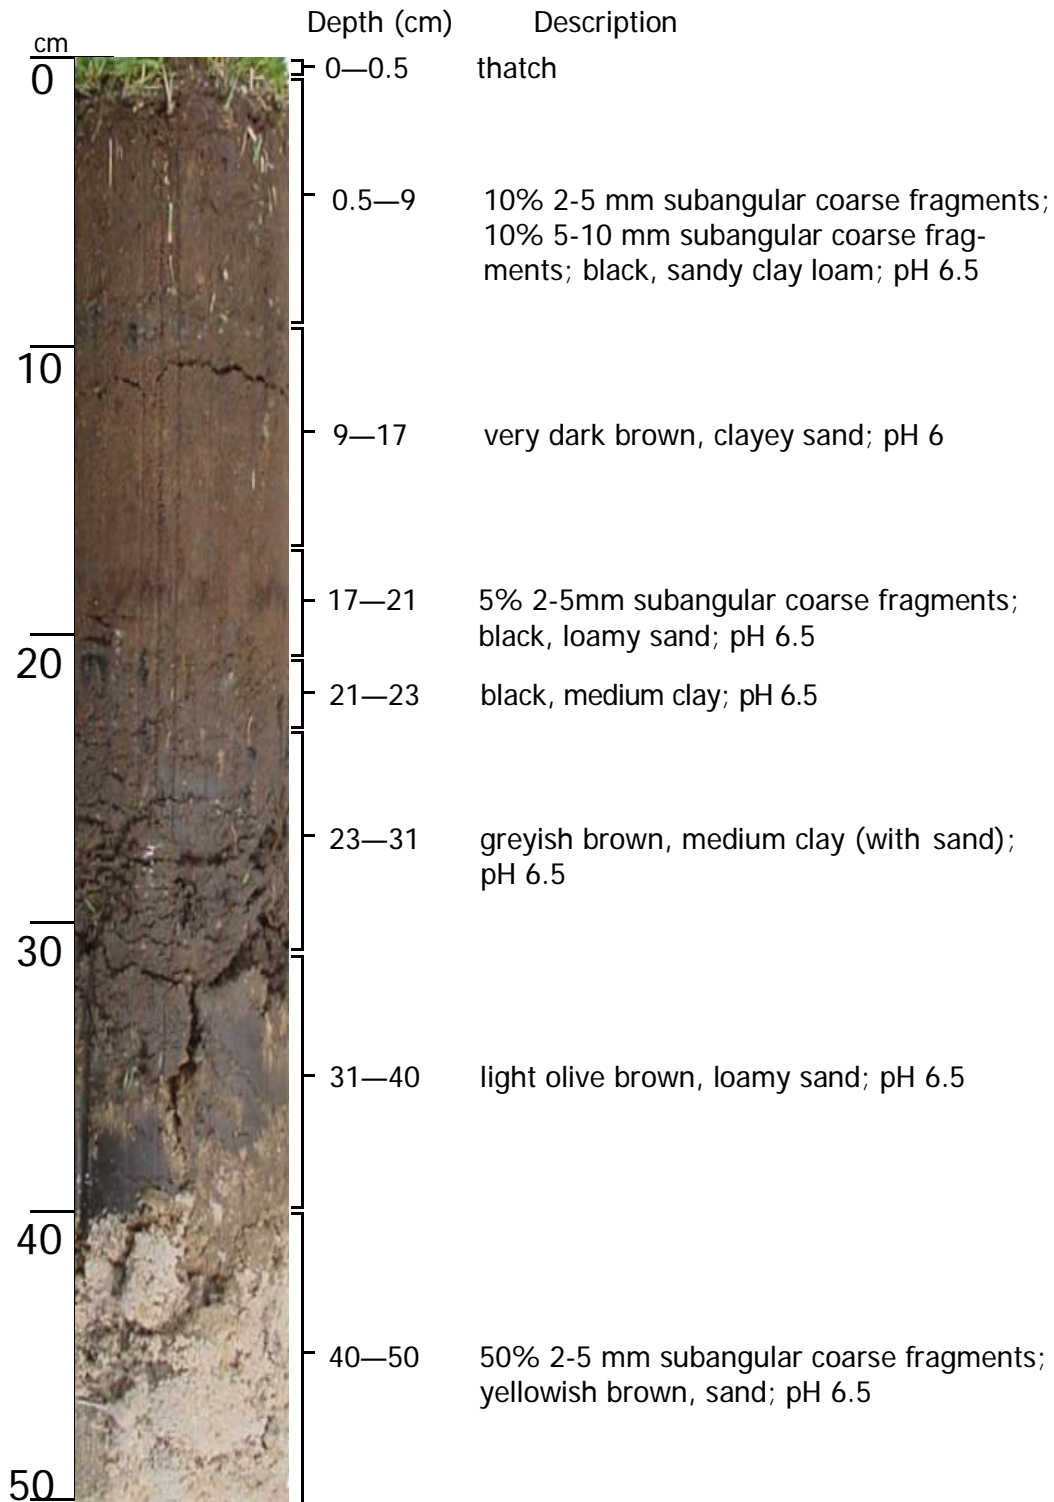 Depth (cm) Description
cm
0
0—0.5 thatch
0.5—9 10% 2-5 mm subangular coarse fragments;
10% 5-10 mm subangular coarse frag-
ments; black, sandy clay loam; pH 6.5
10
9—17 very dark brown, clayey sand; pH 6
17—21 5% 2-5mm subangular coarse fragments;
black, loamy sand; pH 6.5
20
21—23 black, medium clay; pH 6.5
23—31 greyish brown, medium clay (with sand);
pH 6.5
30
31—40 light olive brown, loamy sand; pH 6.5
40
40—50 50% 2-5 mm subangular coarse fragments;
yellowish brown, sand; pH 6.5
50